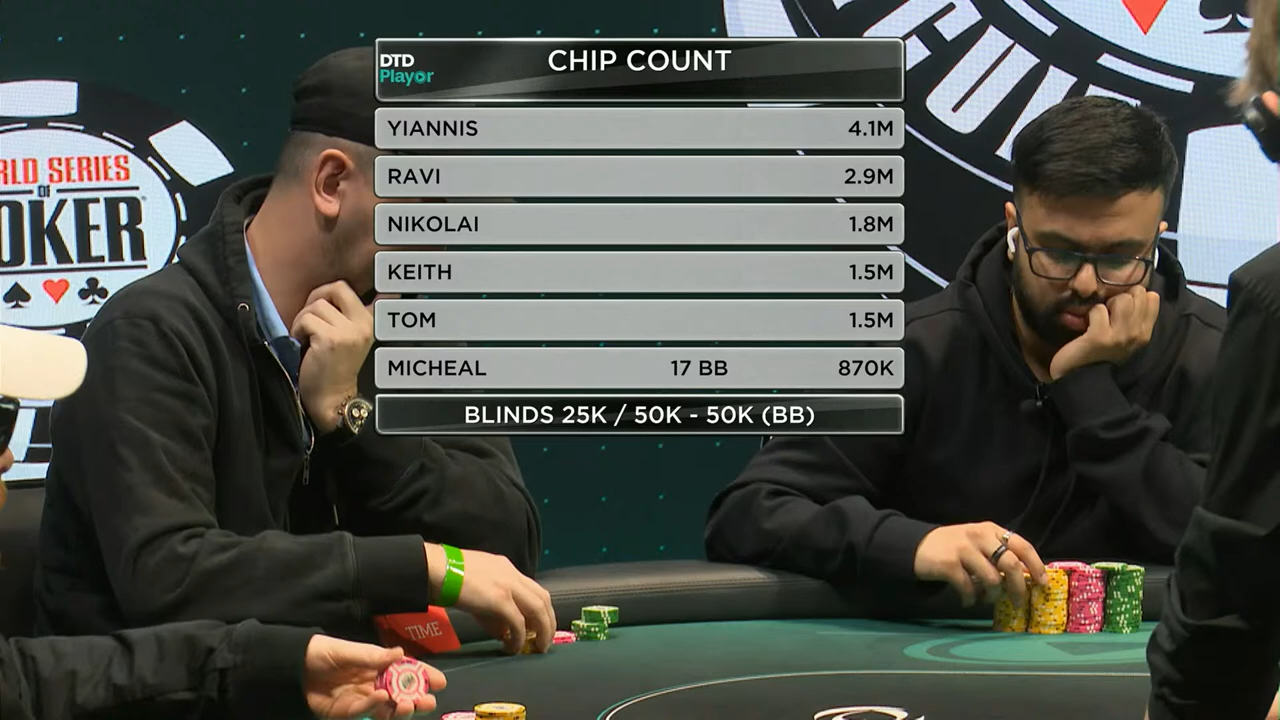 DTD
Player
CHIP COUNT
YIANNIS 4.1M
RAVI 2.9M
NIKOLAI 1.8M
KEITH 1.5M
TOM 1.5M
MICHEAL 17 BB 870K
BLINDS 25K / 50K - 50K (BB)
RLD SERIES
OF
OKER
TIME